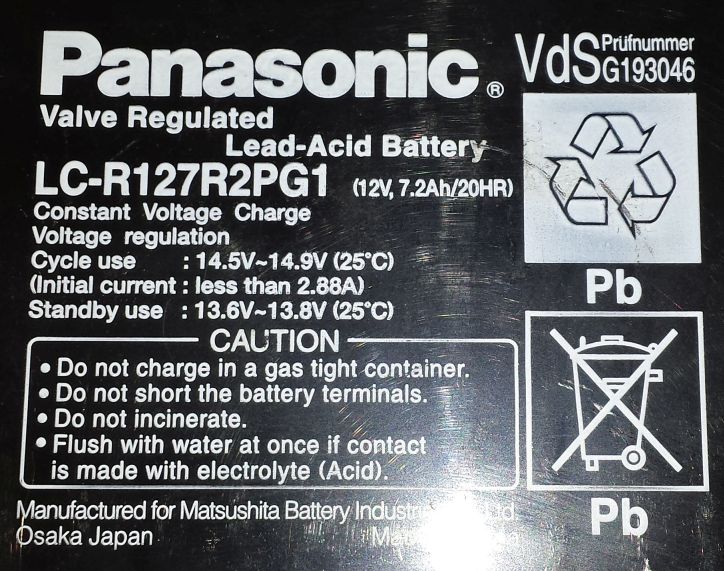 Panasonic®
VdS Prüfnummer G193046
Valve Regulated
Lead-Acid Battery
LC-R127R2PG1 (12V, 7.2Ah/20HR)
Constant Voltage Charge
Voltage regulation
Cycle use : 14.5V~14.9V (25°C)
(Initial current : less than 2.88A)
Standby use : 13.6V~13.8V (25°C)
Pb
CAUTION
• Do not charge in a gas tight container.
• Do not short the battery terminals.
• Do not incinerate.
• Flush with water at once if contact
is made with electrolyte (Acid).
Pb
Manufactured for Matsushita Battery Ltd
Osaka Japan